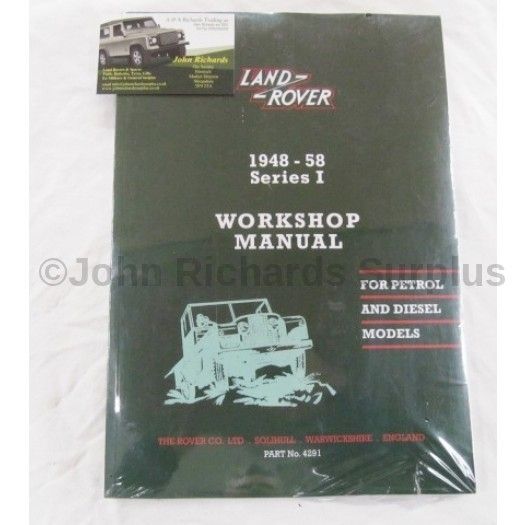 John Richards
LAND
ROVER
1948 - 58
Series I
WORKSHOP
MANUAL
©John Richards Surplus
FOR PETROL
AND DIESEL
MODELS
THE ROVER CO. LTD . SOLIHULL . WARWICKSHIRE . ENGLAND
PART No. 4291